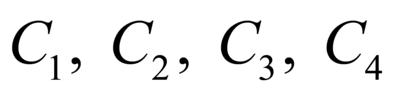 C₁, C₂, C₃, C₄